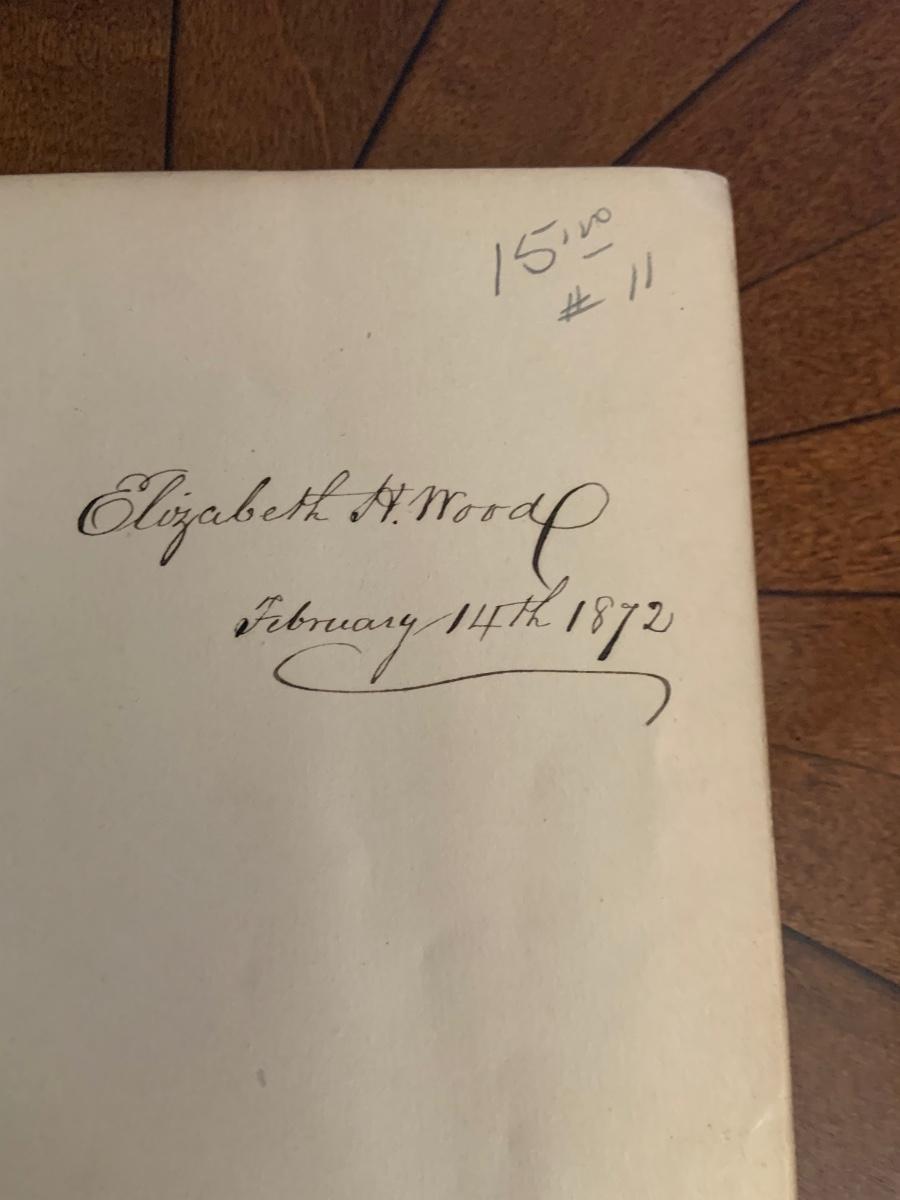 15.00
# 11
Elizabeth H. Wood
February 14th 1872